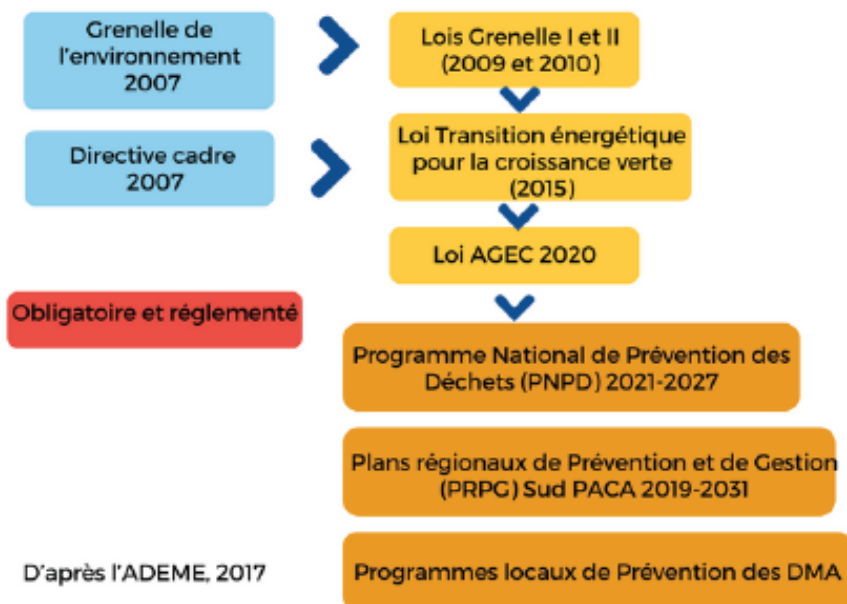 Grenelle de
l'environnement
2007
Lois Grenelle I et II
(2009 et 2010)
Directive cadre
2007
Loi Transition énergétique
pour la croissance verte
(2015)
Loi AGEC 2020
Obligatoire et réglementé
Programme National de Prévention des
Déchets (PNPD) 2021-2027
Plans régionaux de Prévention et de Gestion
(PRPG) Sud PACA 2019-2031
D'après l'ADEME, 2017
Programmes locaux de Prévention des DMA